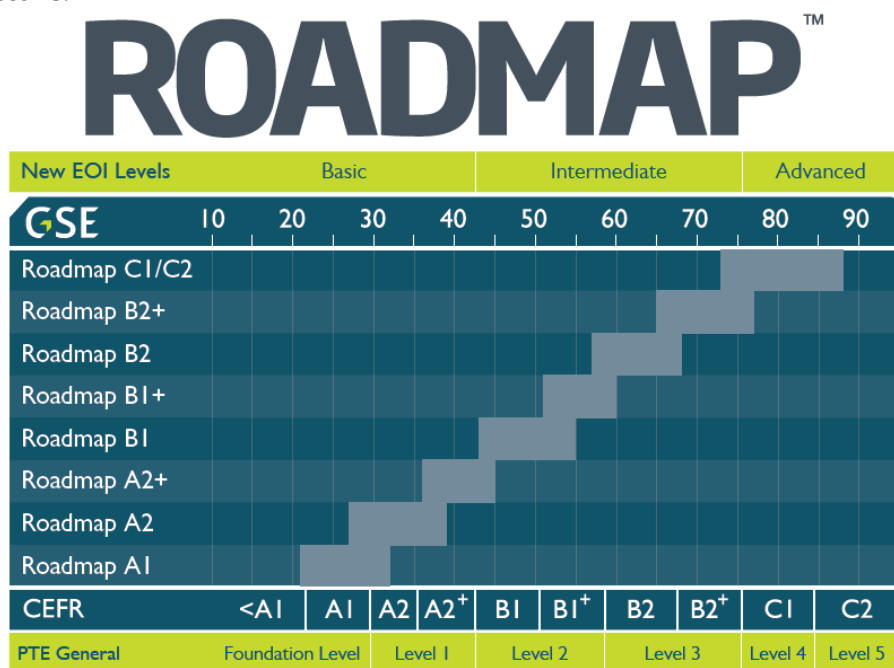 ROADMAP™
New EOI Levels Basic Intermediate Advanced
GSE 10 20 30 40 50 60 70 80 90
Roadmap C1/C2
Roadmap B2+
Roadmap B2
Roadmap B1+
Roadmap B1
Roadmap A2+
Roadmap A2
Roadmap A1
CEFR <A1 A1 A2 A2+ B1 B1+ B2 B2+ C1 C2
PTE General Foundation Level Level 1 Level 2 Level 3 Level 4 Level 5